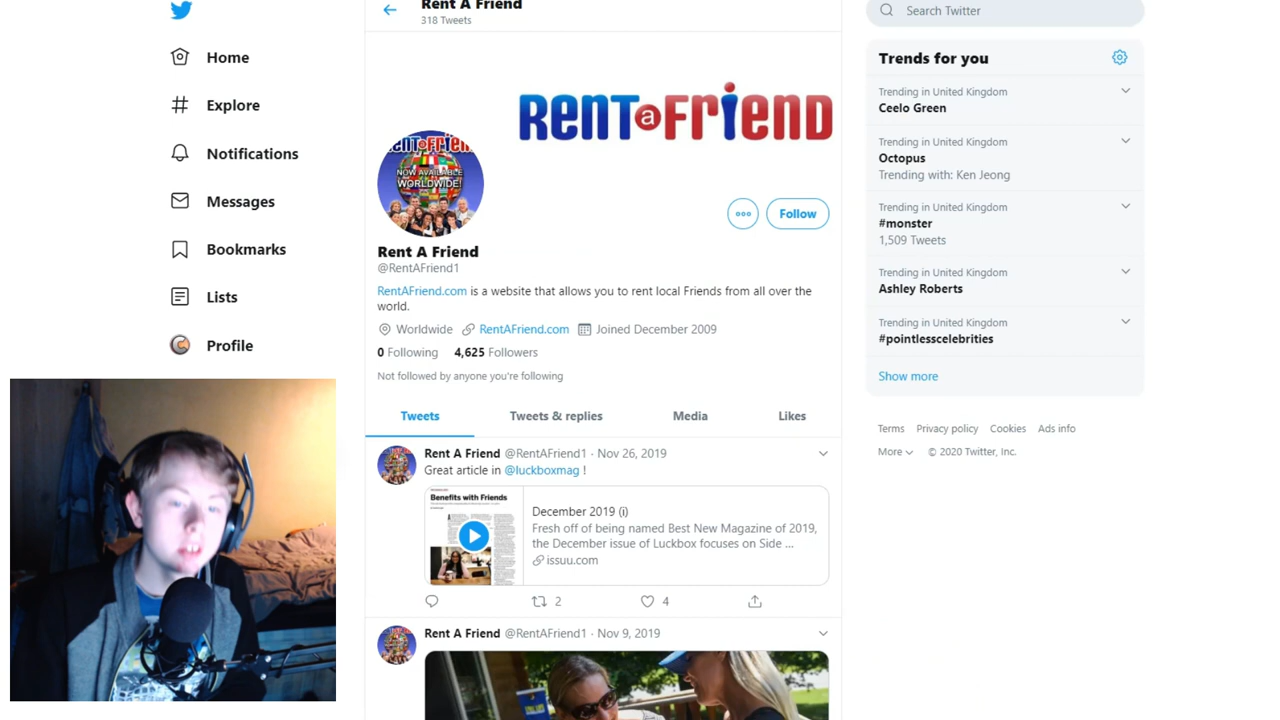 Home
Explore
Notifications
Messages
Bookmarks
Lists
Profile
Rent A Friend
318 Tweets
RENT a FRIEND
RENT a FRIEND
NOW AVAILABLE
WORLDWIDE!
Follow
Rent A Friend
@RentAFriend1
RentAFriend.com is a website that allows you to rent local Friends from all over the
world.
Worldwide RentAFriend.com Joined December 2009
0 Following 4,625 Followers
Not followed by anyone you're following
Tweets Tweets & replies Media Likes
Rent A Friend @RentAFriend1 · Nov 26, 2019
Great article in @luckboxmag !
Benefits with Friends
December 2019 (i)
Fresh off of being named Best New Magazine of 2019,
the December issue of Luckbox focuses on Side ...
issuu.com
2 4
Rent A Friend @RentAFriend1 · Nov 9, 2019
Search Twitter
Trends for you
Trending in United Kingdom
Ceelo Green
Trending in United Kingdom
Octopus
Trending with: Ken Jeong
Trending in United Kingdom
#monster
1,509 Tweets
Trending in United Kingdom
Ashley Roberts
Trending in United Kingdom
#pointlesscelebrities
Show more
Terms Privacy policy Cookies Ads info
More © 2020 Twitter, Inc.